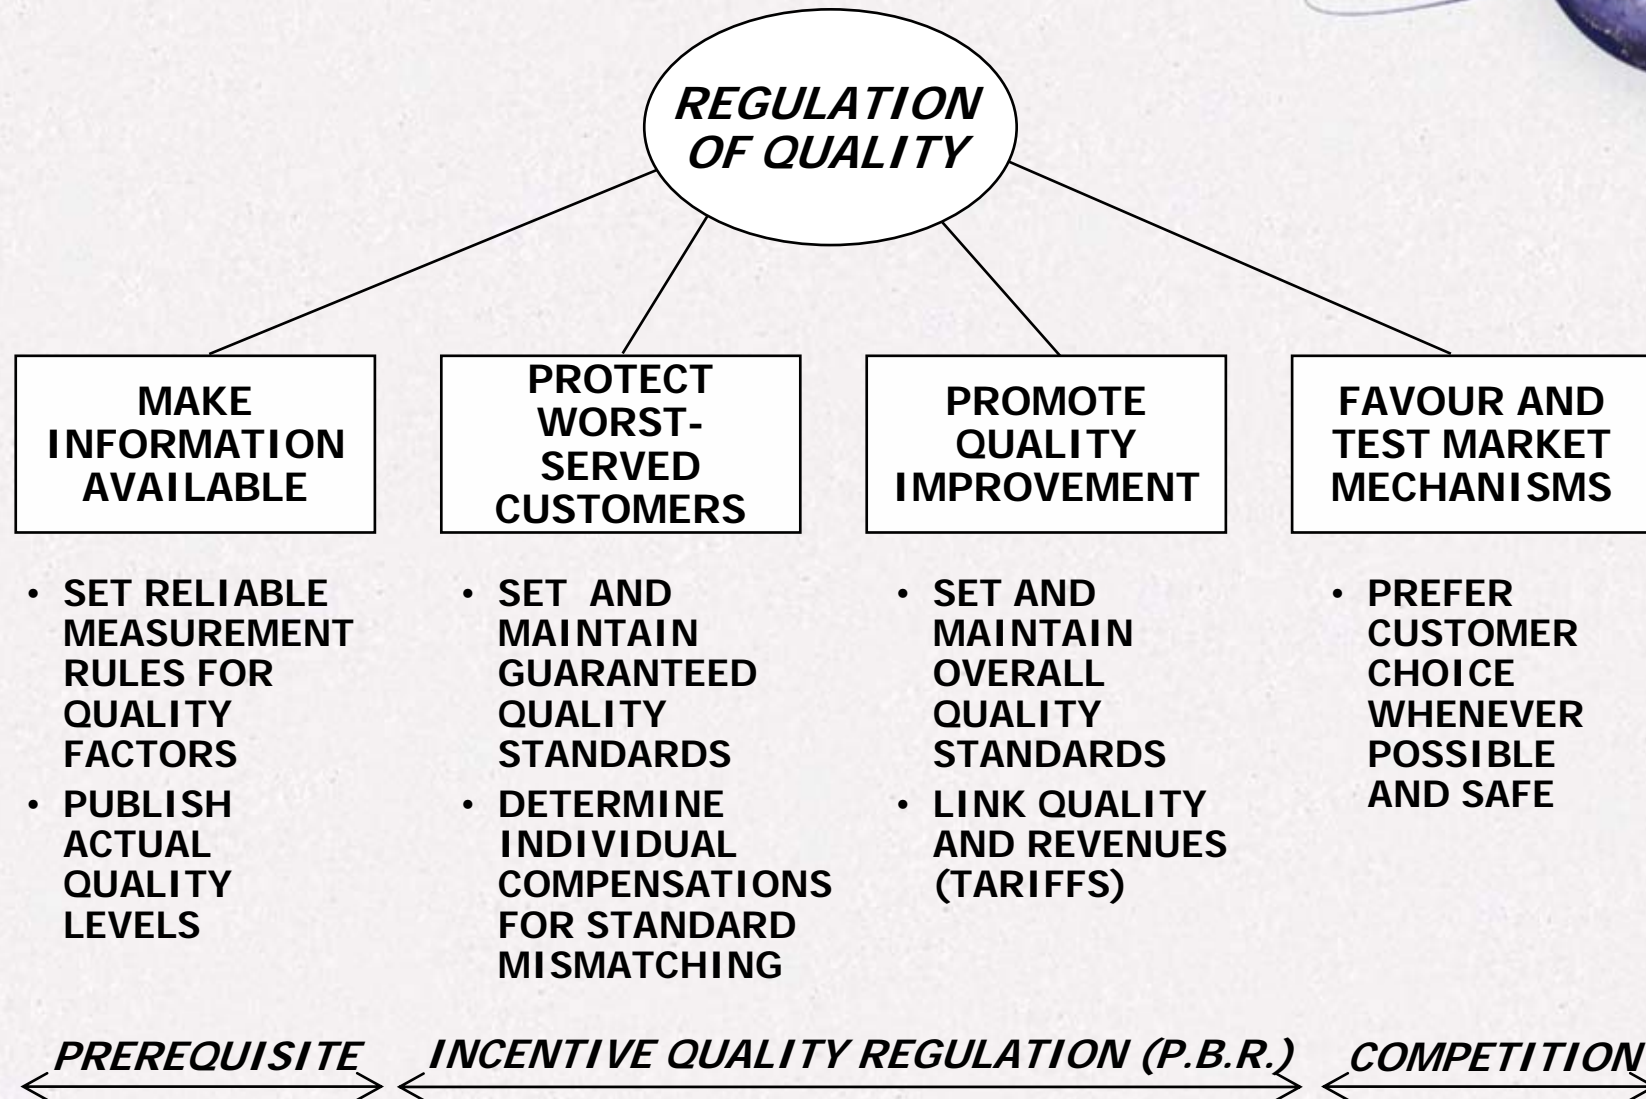 REGULATION
OF QUALITY
MAKE
INFORMATION
AVAILABLE
PROTECT
WORST-
SERVED
CUSTOMERS
PROMOTE
QUALITY
IMPROVEMENT
FAVOUR AND
TEST MARKET
MECHANISMS
• SET RELIABLE
MEASUREMENT
RULES FOR
QUALITY
FACTORS
• PUBLISH
ACTUAL
QUALITY
LEVELS
• SET AND
MAINTAIN
GUARANTEED
QUALITY
STANDARDS
• DETERMINE
INDIVIDUAL
COMPENSATIONS
FOR STANDARD
MISMATCHING
• SET AND
MAINTAIN
OVERALL
QUALITY
STANDARDS
• LINK QUALITY
AND REVENUES
(TARIFFS)
• PREFER
CUSTOMER
CHOICE
WHENEVER
POSSIBLE
AND SAFE
PREREQUISITE
INCENTIVE QUALITY REGULATION (P.B.R.)
COMPETITION